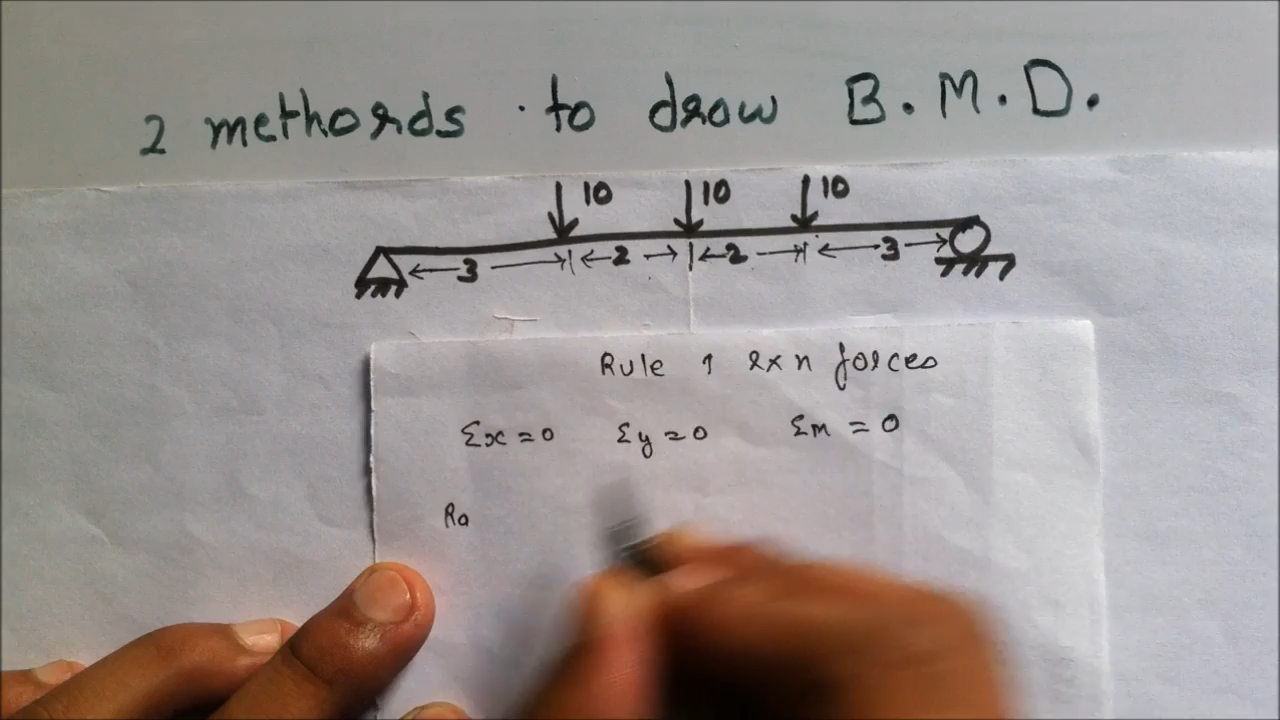 2 methords to draw B.M.D.
10 10 10
3 2 2 3
Rule 1 rxn forces
Σx = 0 Σy = 0 Σm = 0
Ra